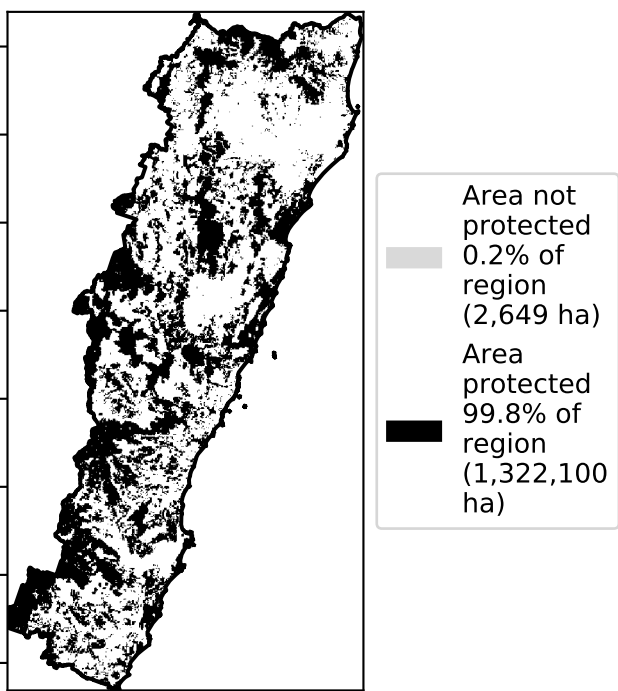 Area not
protected
0.2% of
region
(2,649 ha)
Area
protected
99.8% of
region
(1,322,100
ha)